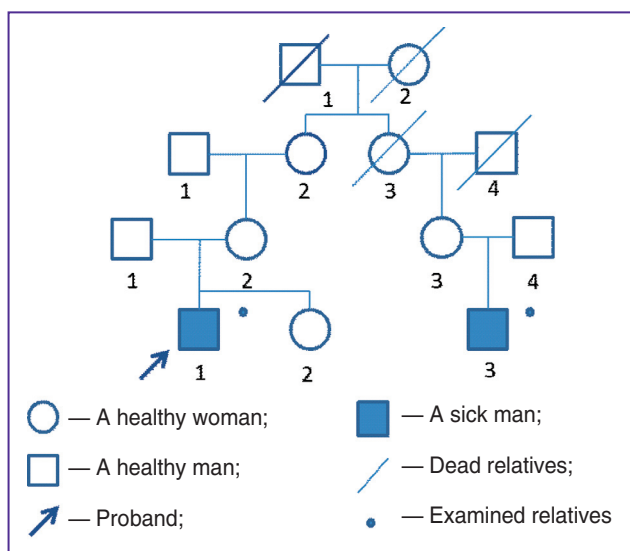 1 2
1 2 3 4
1 2 3 4
1 2 3
— A healthy woman; — A sick man;
— A healthy man; — Dead relatives;
— Proband; — Examined relatives